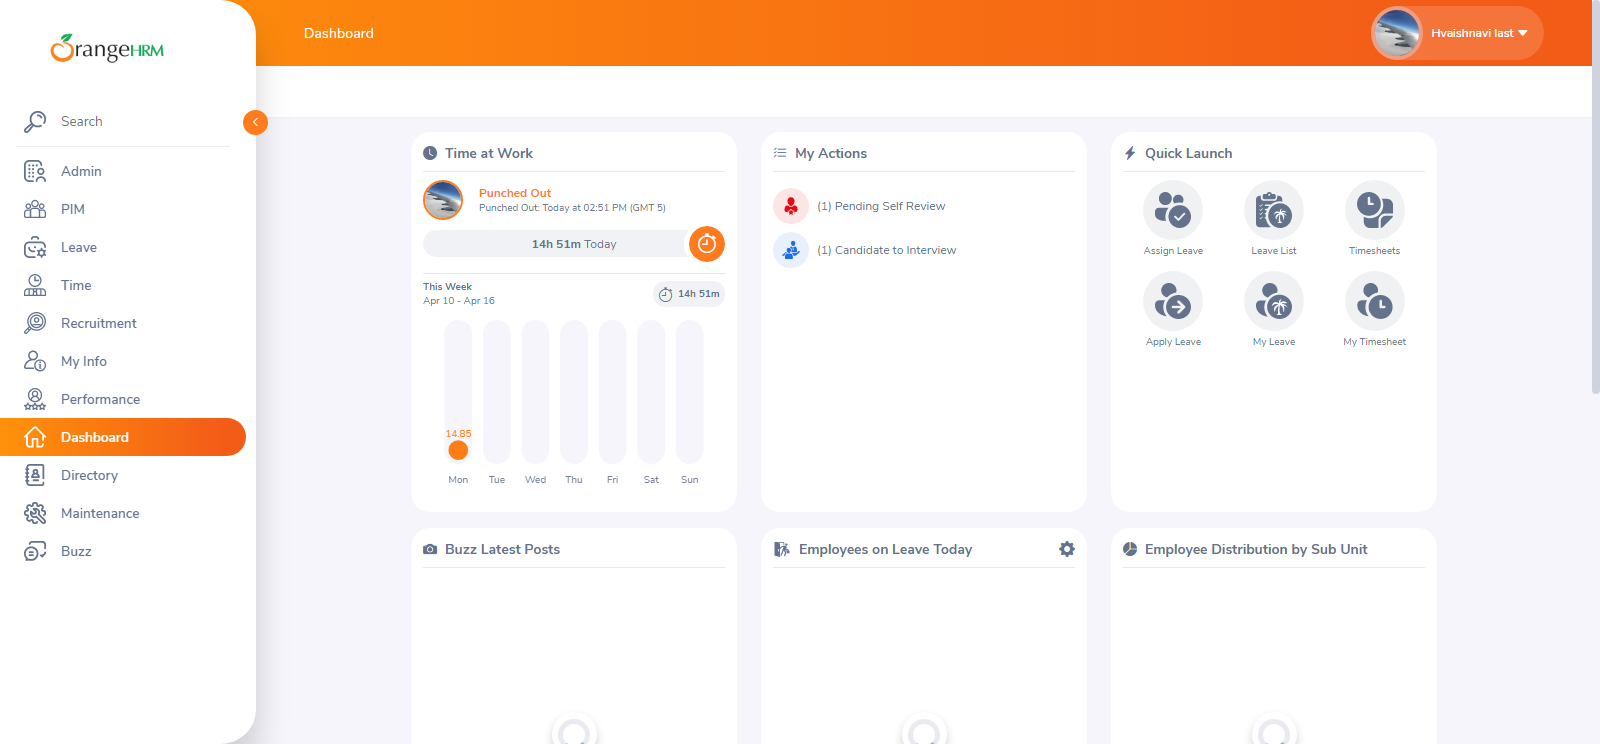 OrangeHRM
Search
Admin
PIM
Leave
Time
Recruitment
My Info
Performance
Dashboard
Directory
Maintenance
Buzz
Dashboard
Hvaishnavi last
Time at Work
Punched Out
Punched Out: Today at 02:51 PM (GMT 5)
14h 51m Today
This Week
Apr 10 - Apr 16
14h 51m
14.85
Mon Tue Wed Thu Fri Sat Sun
My Actions
(1) Pending Self Review
(1) Candidate to Interview
Quick Launch
Assign Leave Leave List Timesheets
Apply Leave My Leave My Timesheet
Buzz Latest Posts
Employees on Leave Today
Employee Distribution by Sub Unit